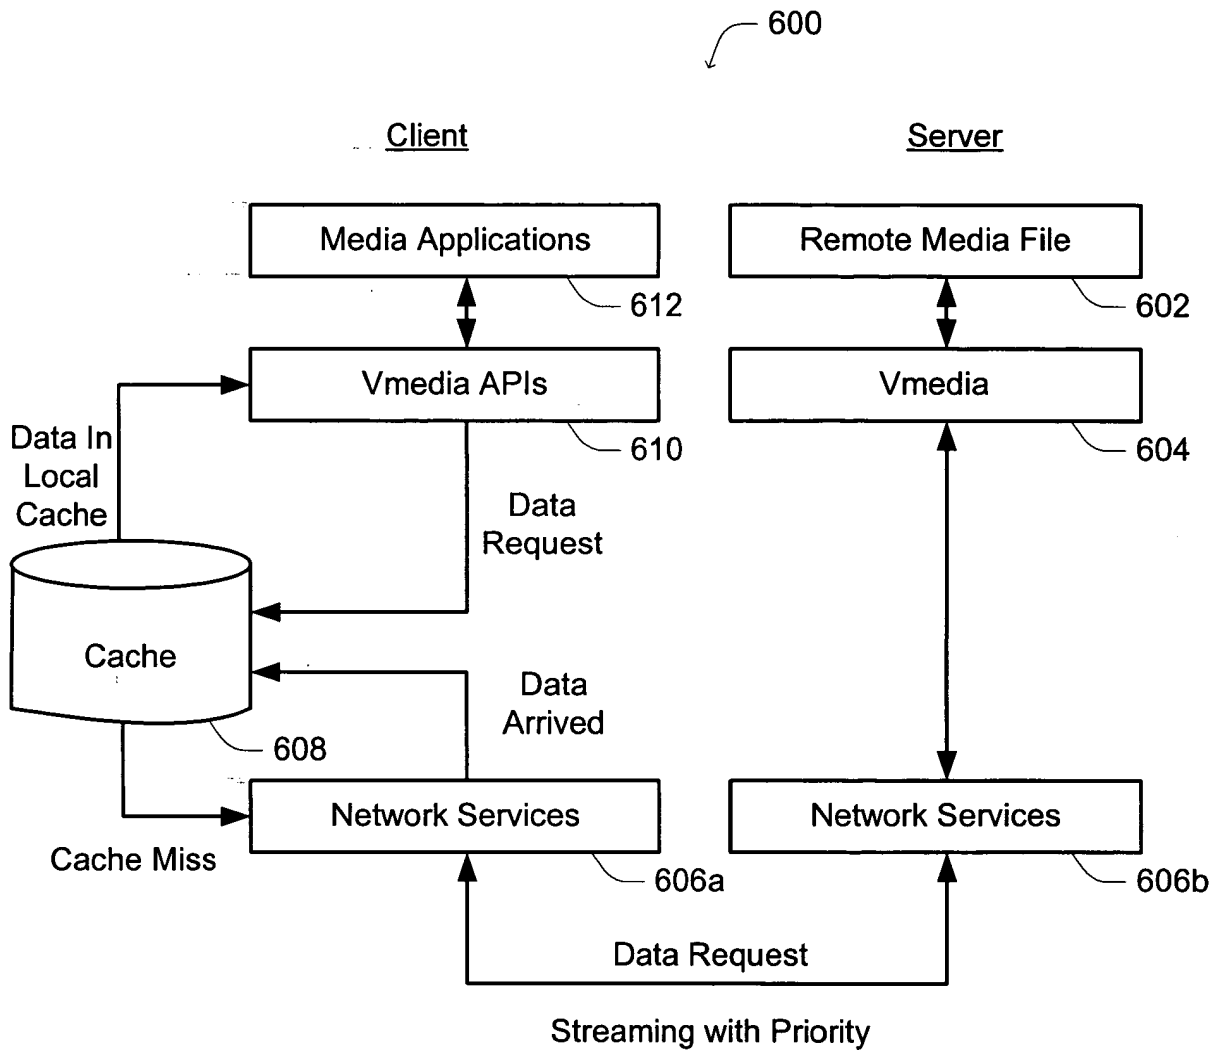 600
Client
Server
Media Applications
Remote Media File
612
602
Vmedia APIs
Vmedia
610
604
Data In
Local
Cache
Data
Request
Cache
Data
Arrived
608
Network Services
Network Services
Cache Miss
606a
606b
Data Request
Streaming with Priority